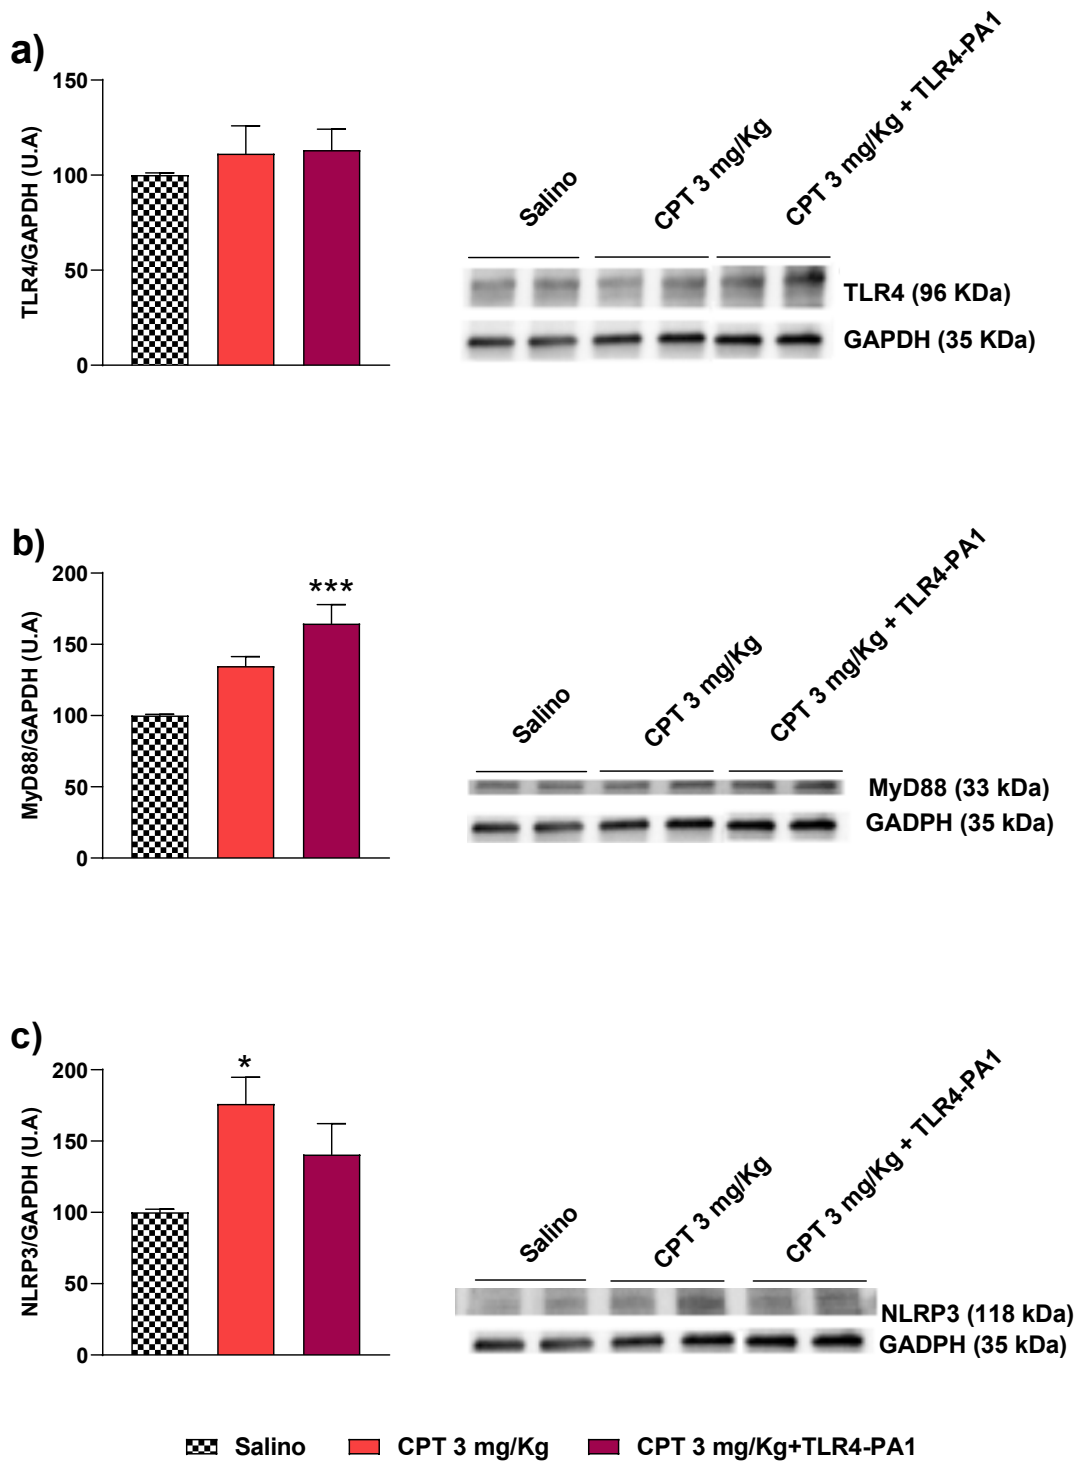 a)
TLR4/GAPDH (U.A)
150
100
50
0
Salino
CPT 3 mg/Kg
CPT 3 mg/Kg + TLR4-PA1
TLR4 (96 KDa)
GAPDH (35 KDa)
b)
MyD88/GAPDH (U.A)
200
150
100
50
0
***
Salino
CPT 3 mg/Kg
CPT 3 mg/Kg + TLR4-PA1
MyD88 (33 kDa)
GADPH (35 kDa)
c)
NLRP3/GAPDH (U.A)
200
150
100
50
0
*
Salino
CPT 3 mg/Kg
CPT 3 mg/Kg + TLR4-PA1
NLRP3 (118 kDa)
GADPH (35 kDa)
Salino
CPT 3 mg/Kg
CPT 3 mg/Kg+TLR4-PA1